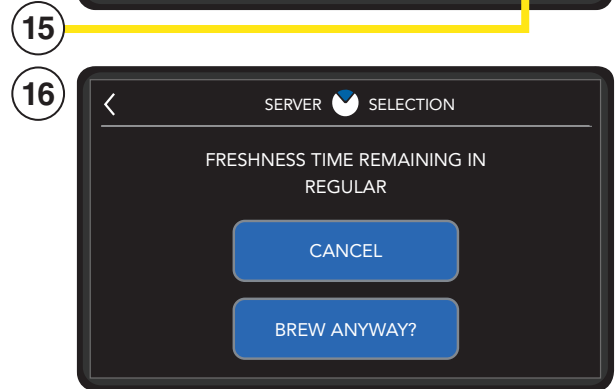 15
16
SERVER SELECTION
FRESHNESS TIME REMAINING IN
REGULAR
CANCEL
BREW ANYWAY?